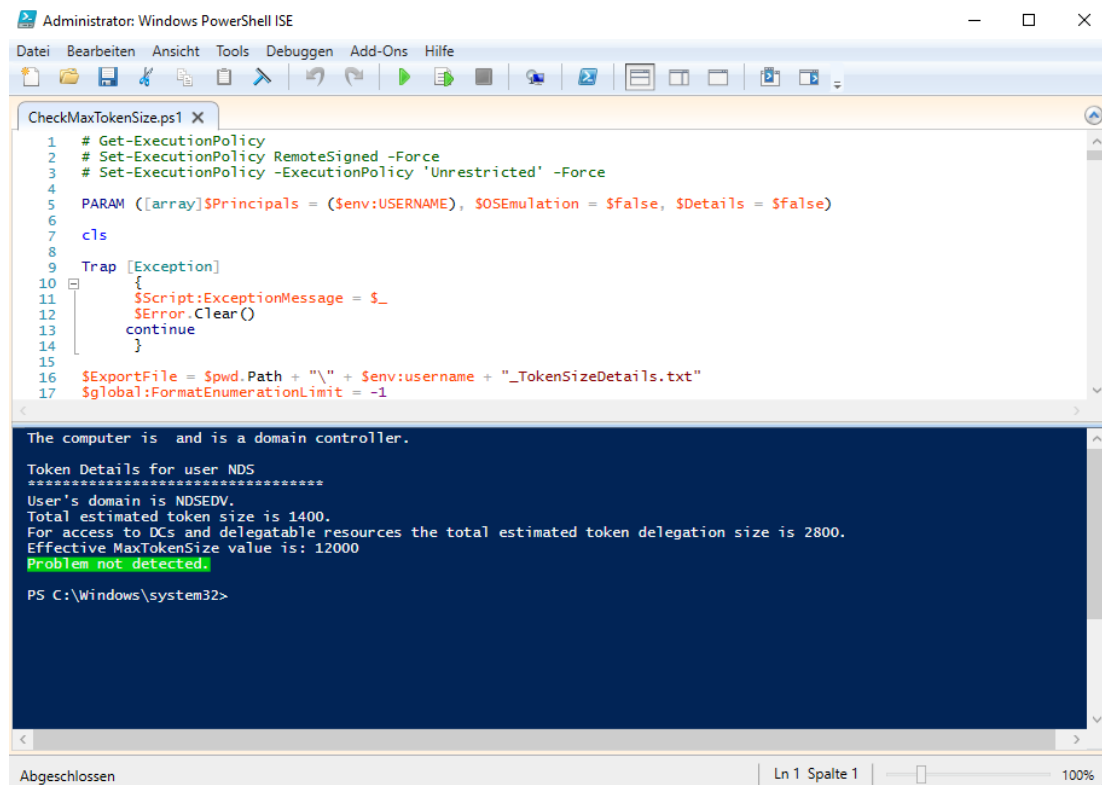 Administrator: Windows PowerShell ISE
Datei Bearbeiten Ansicht Tools Debuggen Add-Ons Hilfe
CheckMaxTokenSize.ps1 X
1 # Get-ExecutionPolicy
2 # Set-ExecutionPolicy RemoteSigned -Force
3 # Set-ExecutionPolicy -ExecutionPolicy 'Unrestricted' -Force
4
5 PARAM ([array]$Principals = ($env:USERNAME), $OSEmulation = $false, $Details = $false)
6
7 cls
8
9 Trap [Exception]
10 {
11 $Script:ExceptionMessage = $_
12 $Error.Clear()
13 continue
14 }
15
16 $ExportFile = $pwd.Path + "\" + $env:username + "_TokenSizeDetails.txt"
17 $global:FormatEnumerationLimit = -1
The computer is  and is a domain controller.
Token Details for user NDS
**********************************
User's domain is NDSEDV.
Total estimated token size is 1400.
For access to DCs and delegatable resources the total estimated token delegation size is 2800.
Effective MaxTokenSize value is: 12000
Problem not detected.
PS C:\Windows\system32>
Abgeschlossen Ln 1 Spalte 1 100%